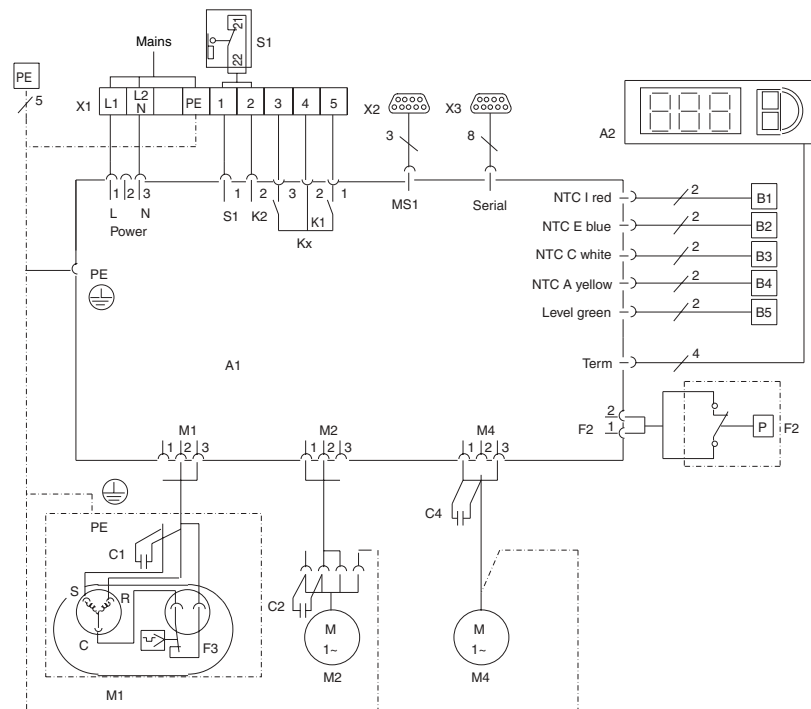 21
22
S1
Mains
PE
5
X1
L1
L2
N
PE
1
2
3
4
5
X2
3
X3
8
A2
1
2
3
L
N
Power
1
2
3
2
1
S1
K2
K1
Kx
MS1
Serial
NTC I red
2
B1
NTC E blue
2
B2
NTC C white
2
B3
NTC A yellow
2
B4
Level green
2
B5
Term
4
PE
A1
2
1
F2
P
F2
M1
1
2
3
M2
1
2
3
M4
1
2
3
PE
C1
C4
S
R
C
F3
M1
C2
M
1~
M2
M
1~
M4